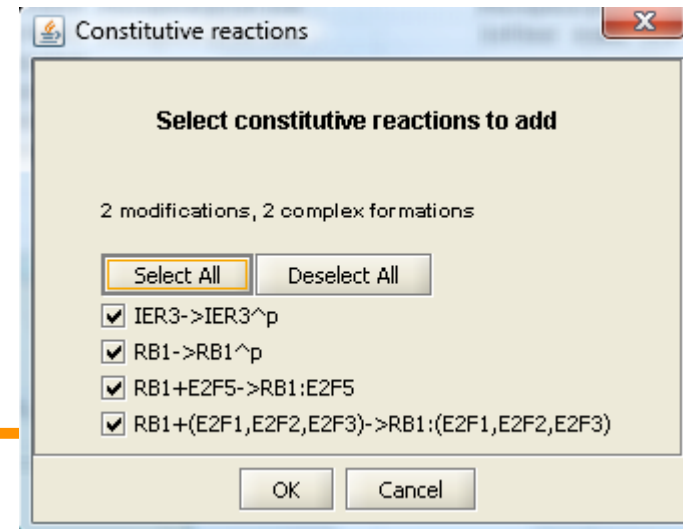 Constitutive reactions
Select constitutive reactions to add
2 modifications, 2 complex formations
Select All Deselect All
IER3->IER3^p
RB1->RB1^p
RB1+E2F5->RB1:E2F5
RB1+(E2F1,E2F2,E2F3)->RB1:(E2F1,E2F2,E2F3)
OK Cancel